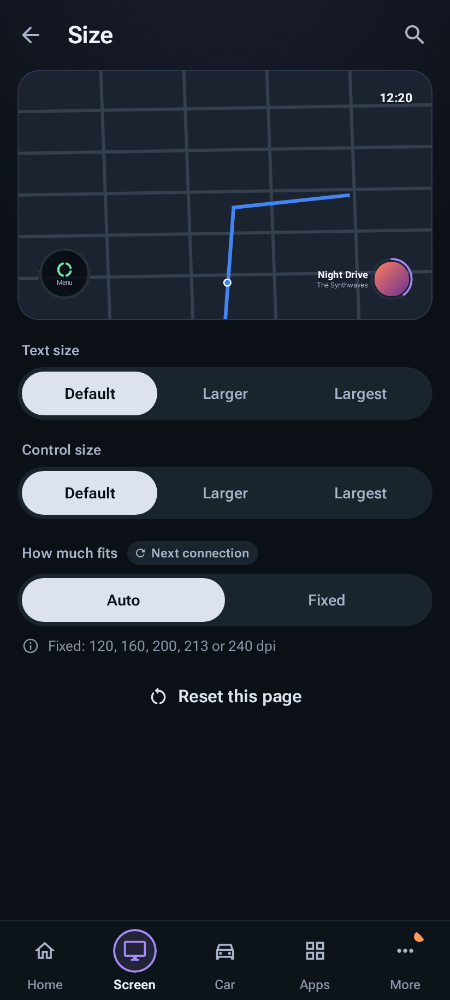 Size
12:20
Menu
Night Drive
The Synthwaves
Text size
Default Larger Largest
Control size
Default Larger Largest
How much fits Next connection
Auto Fixed
Fixed: 120, 160, 200, 213 or 240 dpi
Reset this page
Home Screen Car Apps More